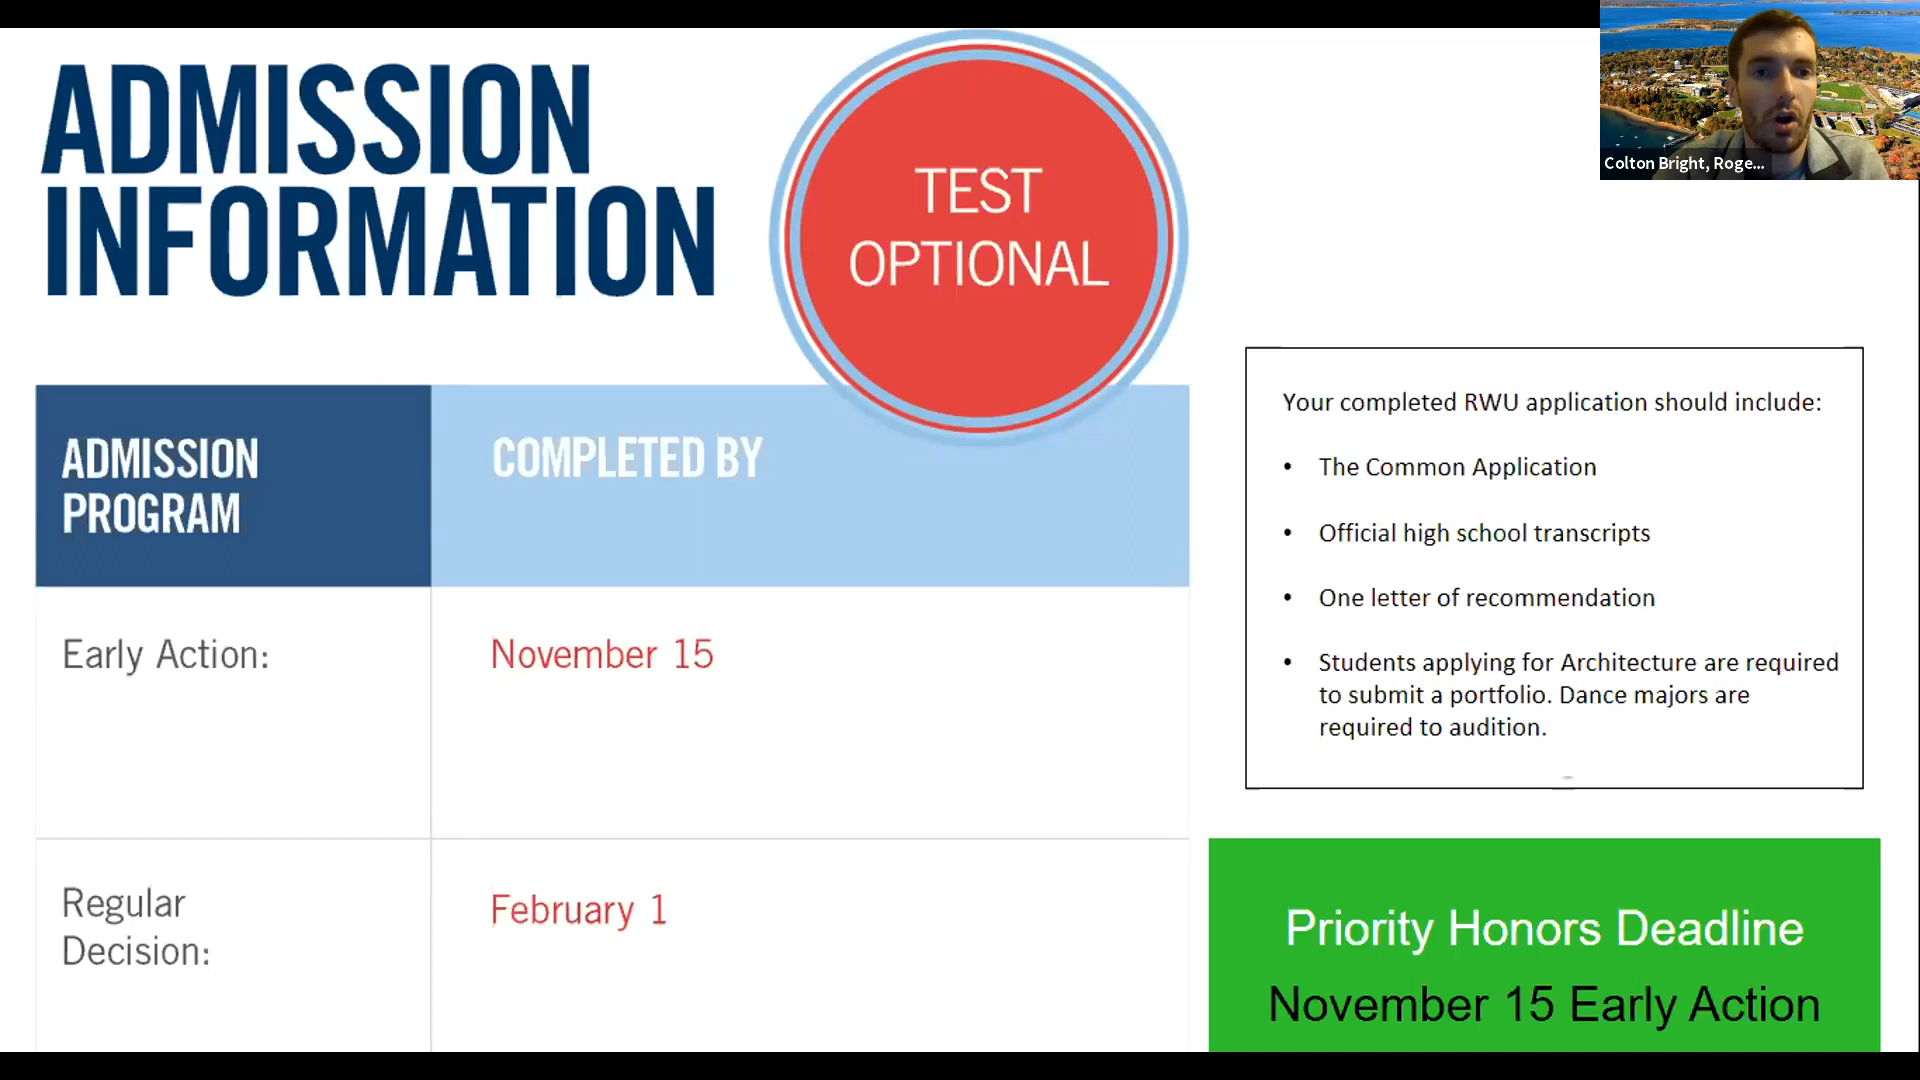 ADMISSION
INFORMATION
TEST
OPTIONAL
Colton Bright, Roge...
ADMISSION
PROGRAM
COMPLETED BY
Early Action:
November 15
Regular
Decision:
February 1
Your completed RWU application should include:
• The Common Application
• Official high school transcripts
• One letter of recommendation
• Students applying for Architecture are required
to submit a portfolio. Dance majors are
required to audition.
Priority Honors Deadline
November 15 Early Action